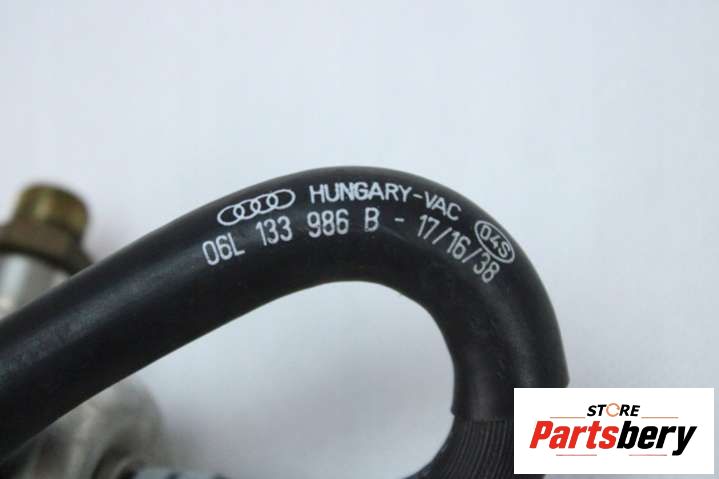 HUNGARY-VAC 04S
06L 133 986 B - 17/16/38
STORE
Partsbery